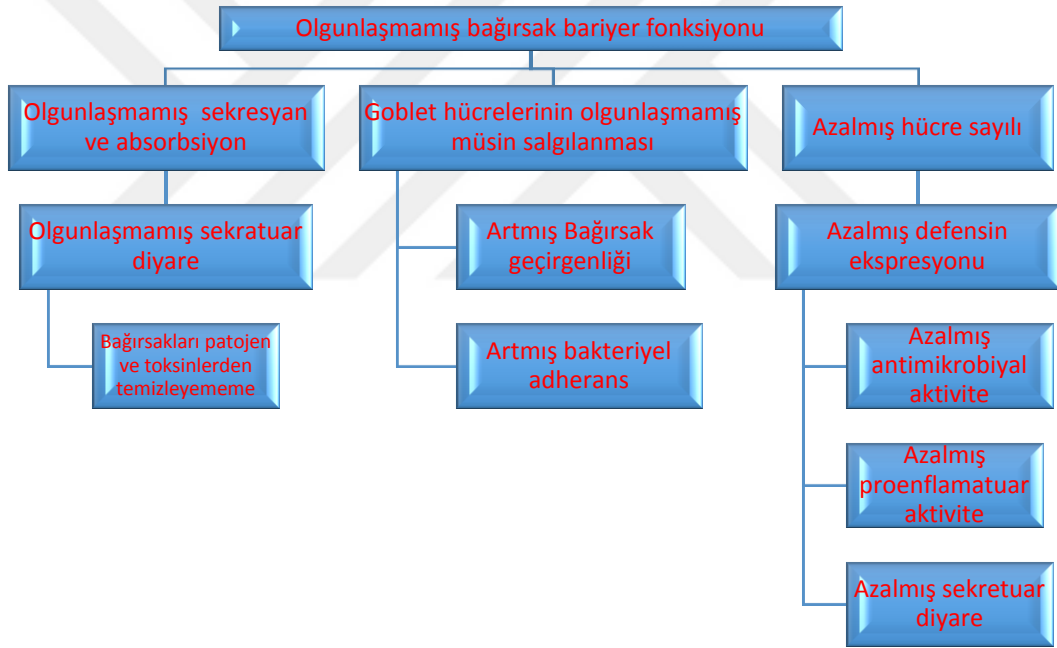 Olgunlaşmamış bağırsak bariyer fonksiyonu
Olgunlaşmamış sekresyan
ve absorbsiyon
Goblet hücrelerinin olgunlaşmamış
müsin salgılanması
Azalmış hücre sayılı
Olgunlaşmamış sekratuar
diyare
Artmış Bağırsak
geçirgenliği
Azalmış defensin
ekspresyonu
Bağırsakları patojen
ve toksinlerden
temizleyememe
Artmış bakteriyel
adherans
Azalmış
antimikrobiyal
aktivite
Azalmış
proenflamatuar
aktivite
Azalmış sekretuar
diyare